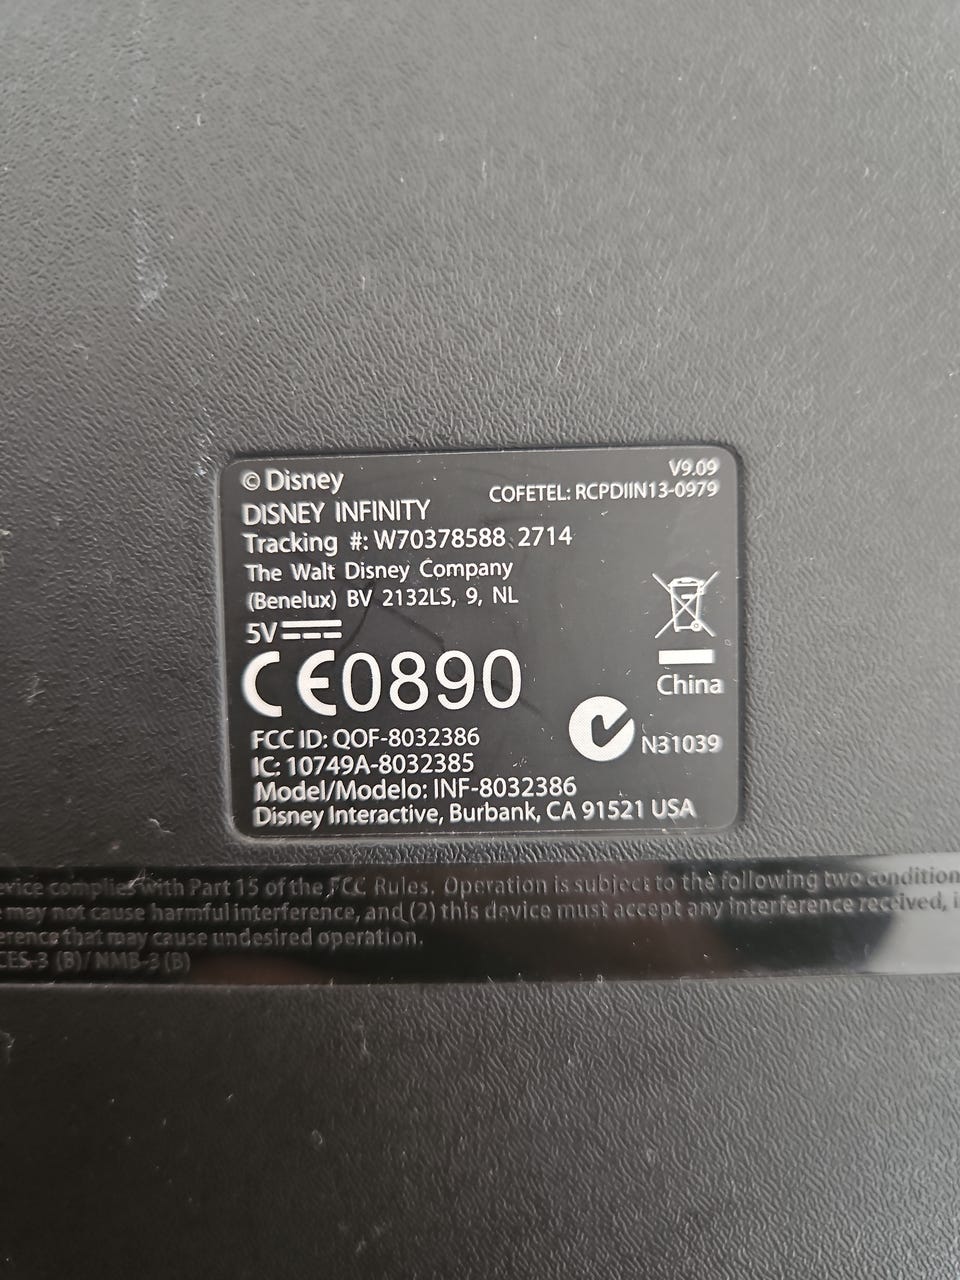 © Disney
V9.09
DISNEY INFINITY
COFETEL: RCPDIIN13-0979
Tracking #: W70378588 2714
The Walt Disney Company
(Benelux) BV 2132LS, 9, NL
5V
CE0890
China
FCC ID: QOF-8032386
N31039
IC: 10749A-8032385
Model/Modelo: INF-8032386
Disney Interactive, Burbank, CA 91521 USA
evice complies with Part 15 of the FCC Rules. Operation is subject to the following two condition
may not cause harmful interference, and (2) this device must accept any interference received, i
erence that may cause undesired operation.
CES-3 (B)/ NMB-3 (B)